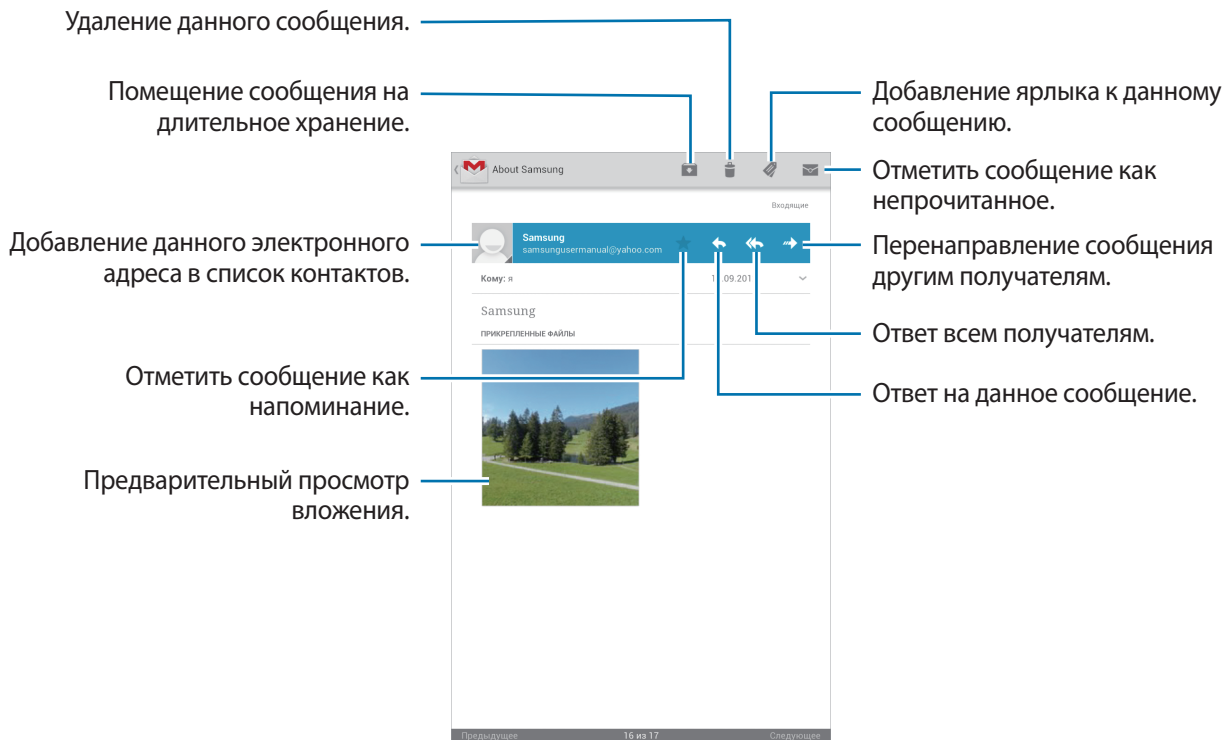 Удаление данного сообщения.
Помещение сообщения на
длительное хранение.
Добавление ярлыка к данному
сообщению.
Отметить сообщение как
непрочитанное.
About Samsung
Входящие
Samsung
samsungusermanual@yahoo.com
Добавление данного электронного
адреса в список контактов.
Перенаправление сообщения
другим получателям.
Кому: я
.09.201
Samsung
ПРИКРЕПЛЕННЫЕ ФАЙЛЫ
Ответ всем получателям.
Отметить сообщение как
напоминание.
Ответ на данное сообщение.
Предварительный просмотр
вложения.
Предыдущее 16 из 17 Следующее